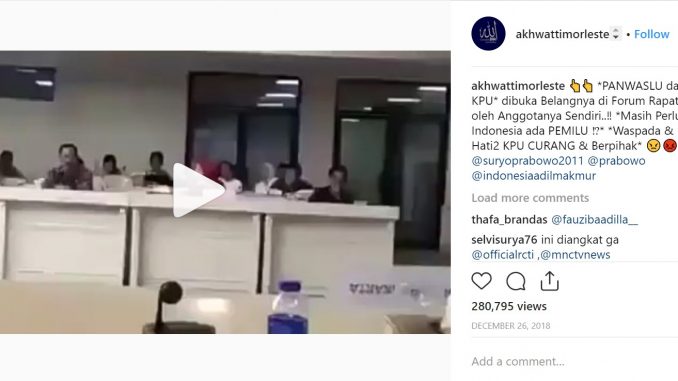 akhwattimorleste • Follow
akhwattimorleste 👆👆 *PANWASLU da
KPU* dibuka Belangnya di Forum Rapat
oleh Anggotanya Sendiri..!! *Masih Perlu
Indonesia ada PEMILU !?* *Waspada &
Hati2 KPU CURANG & Berpihak* 😠😡
@suryoprabowo2011 @prabowo
@indonesiaadilmakmur
Load more comments
thafa_brandas @fauzibaadilla__
selvisurya76 ini diangkat ga
@officialrcti ,@mnctvnews
280,795 views
DECEMBER 26, 2018
Add a comment...